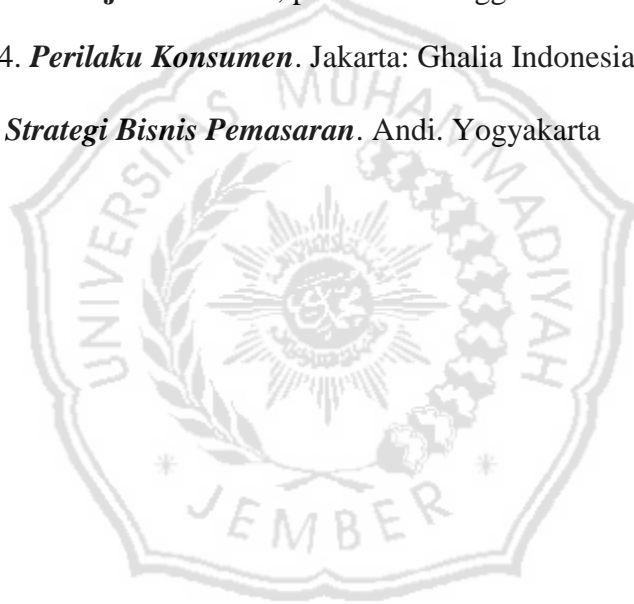 4. Perilaku Konsumen. Jakarta: Ghalia Indonesia
Strategi Bisnis Pemasaran. Andi. Yogyakarta
UNIVERSITAS MUHAMMADIYAH
JEMBER